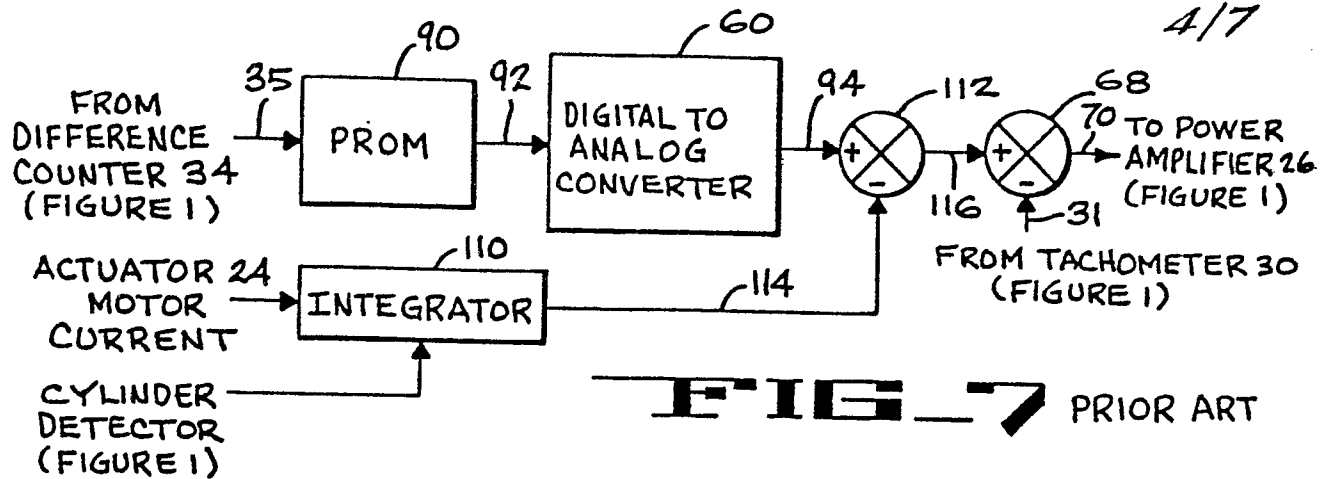 4/7
90
60
35
92
94
112
68
70
FROM
DIFFERENCE
COUNTER 34
(FIGURE 1)
PROM
DIGITAL TO
ANALOG
CONVERTER
+
-
+
-
TO POWER
AMPLIFIER 26
(FIGURE 1)
116
31
FROM TACHOMETER 30
(FIGURE 1)
110
ACTUATOR 24
MOTOR
CURRENT
INTEGRATOR
114
CYLINDER
DETECTOR
(FIGURE 1)
FIG_7 PRIOR ART